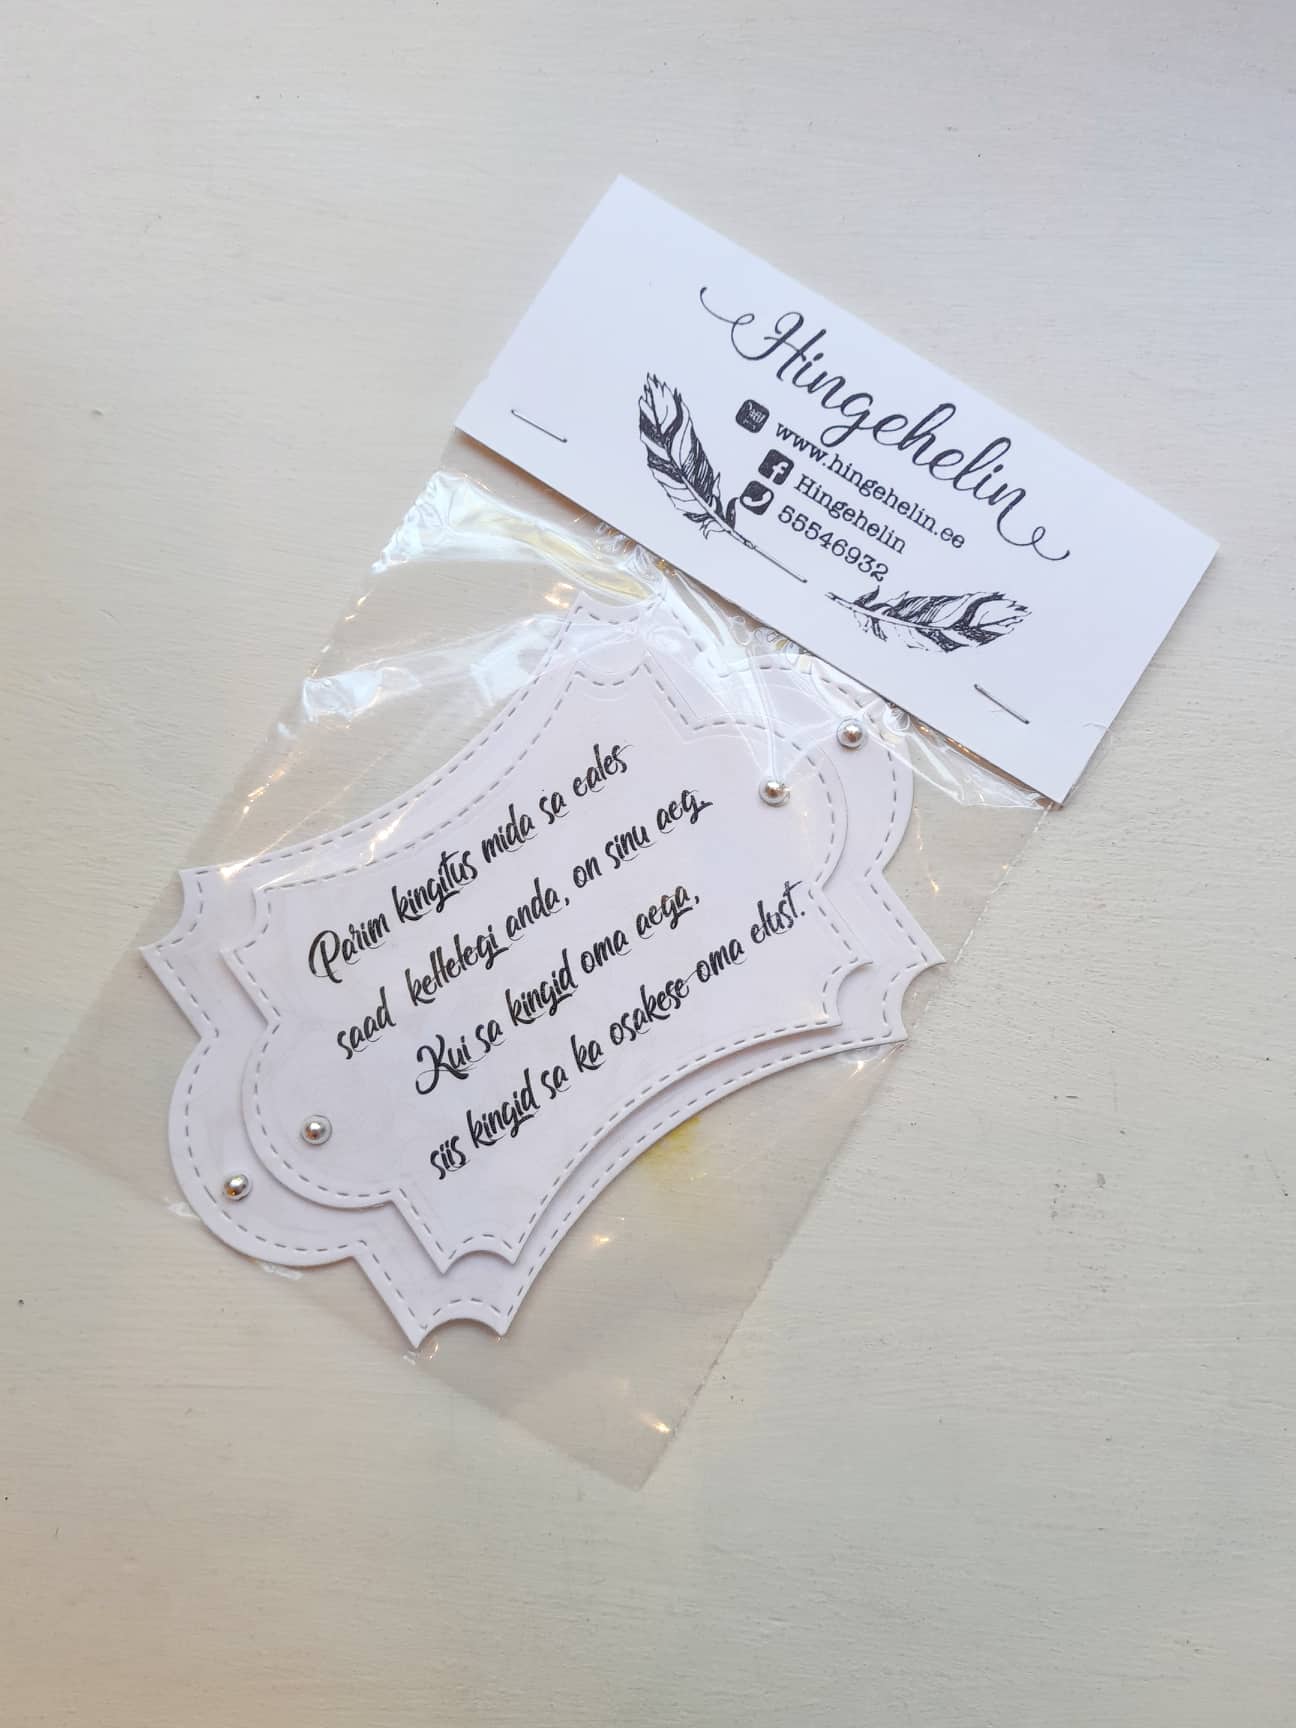 Hingehelin
www.hingehelin.ee
Hingehelin
55546932
Parim kingitus mida sa eales
saad kellelegi anda, on sinu aeg.
Kui sa kingid oma aega,
siis kingid sa ka osakese oma elust.